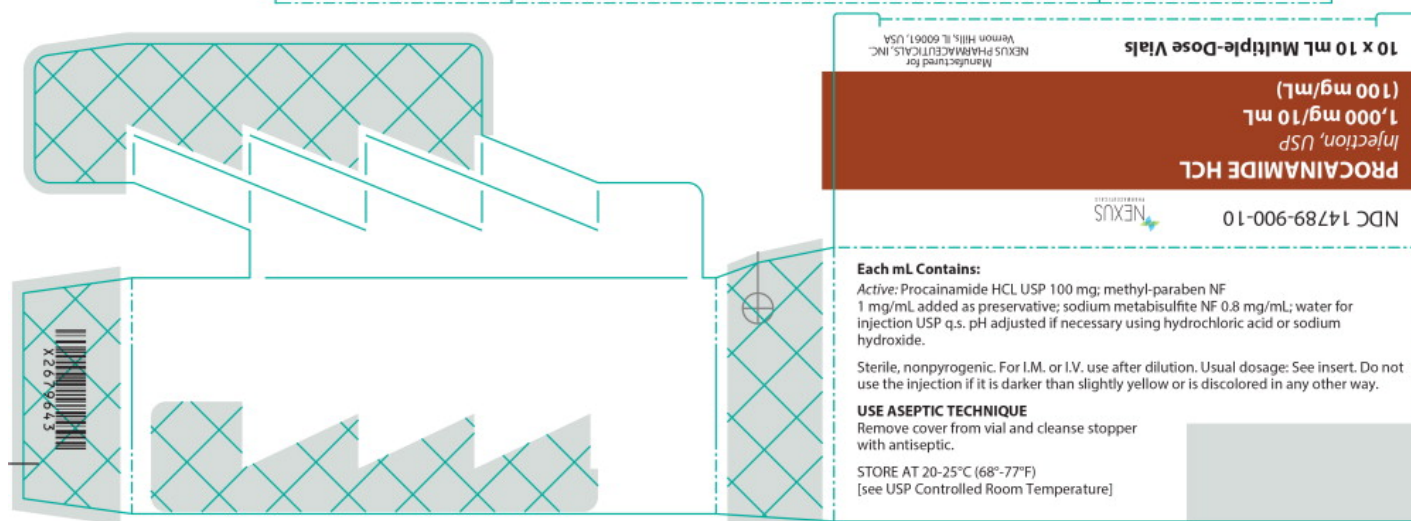 10 x 10 mL Multiple-Dose Vials
Manufactured for
NEXUS PHARMACEUTICALS, INC.
Vernon Hills, IL 60061, USA
PROCAINAMIDE HCL
Injection, USP
1,000 mg/10 mL
(100 mg/mL)
NDC 14789-900-10
NEXUS
PHARMACEUTICALS
Each mL Contains:
Active: Procainamide HCL USP 100 mg; methyl-paraben NF
1 mg/mL added as preservative; sodium metabisulfite NF 0.8 mg/mL; water for
injection USP q.s. pH adjusted if necessary using hydrochloric acid or sodium
hydroxide.
Sterile, nonpyrogenic. For I.M. or I.V. use after dilution. Usual dosage: See insert. Do not
use the injection if it is darker than slightly yellow or is discolored in any other way.
USE ASEPTIC TECHNIQUE
Remove cover from vial and cleanse stopper
with antiseptic.
STORE AT 20-25°C (68°-77°F)
[see USP Controlled Room Temperature]
X2679643